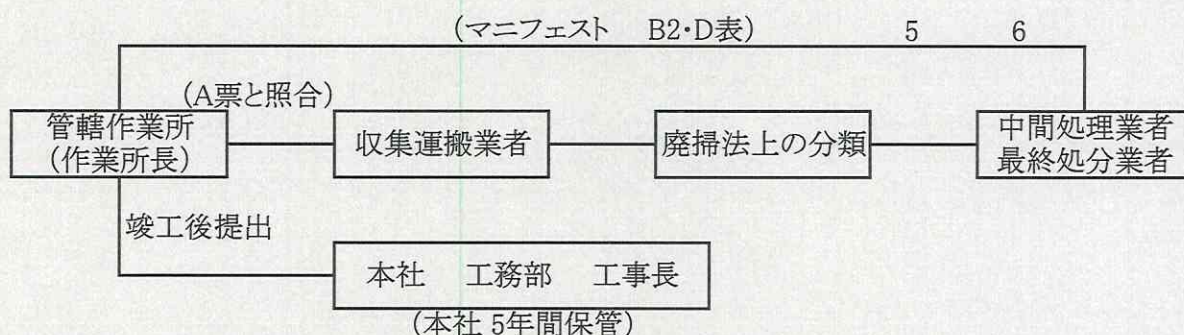 (マニフェスト B2・D表) 5 6
(A票と照合)
管轄作業所
(作業所長)
収集運搬業者
廃掃法上の分類
中間処理業者
最終処分業者
竣工後提出
本社 工務部 工事長
(本社 5年間保管)